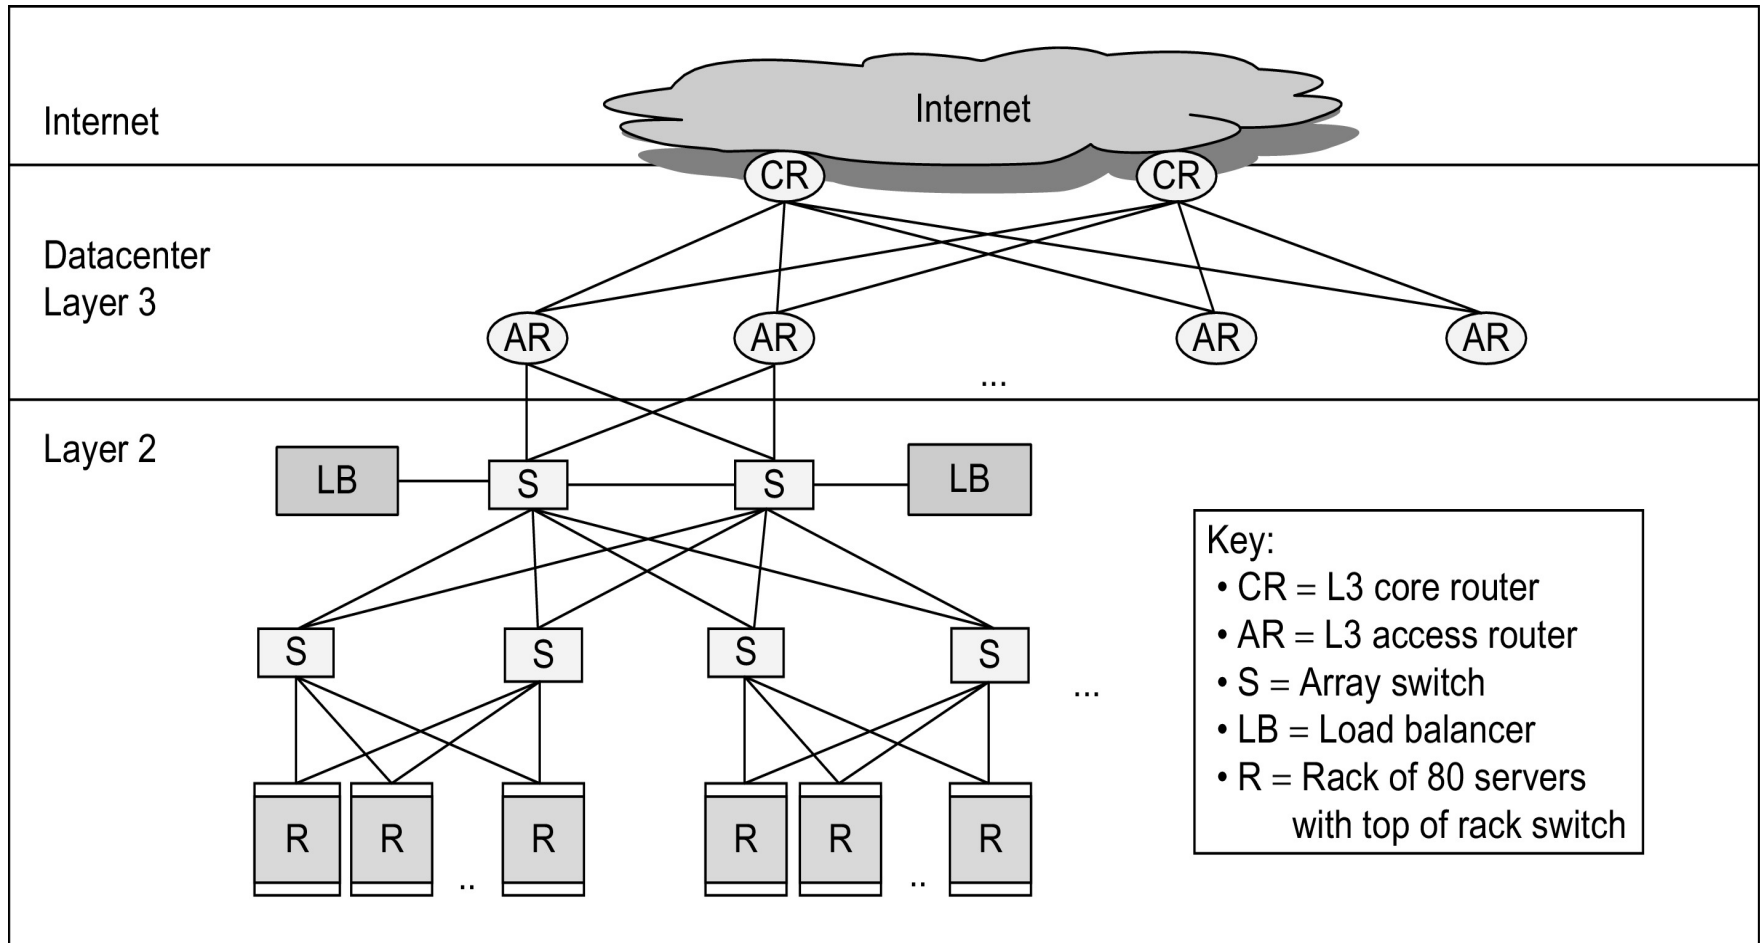 Internet
Internet
CR CR
Datacenter
Layer 3
AR AR AR AR
...
Layer 2
LB S S LB
S S S S
...
R R .. R R R .. R
Key:
• CR = L3 core router
• AR = L3 access router
• S = Array switch
• LB = Load balancer
• R = Rack of 80 servers
with top of rack switch